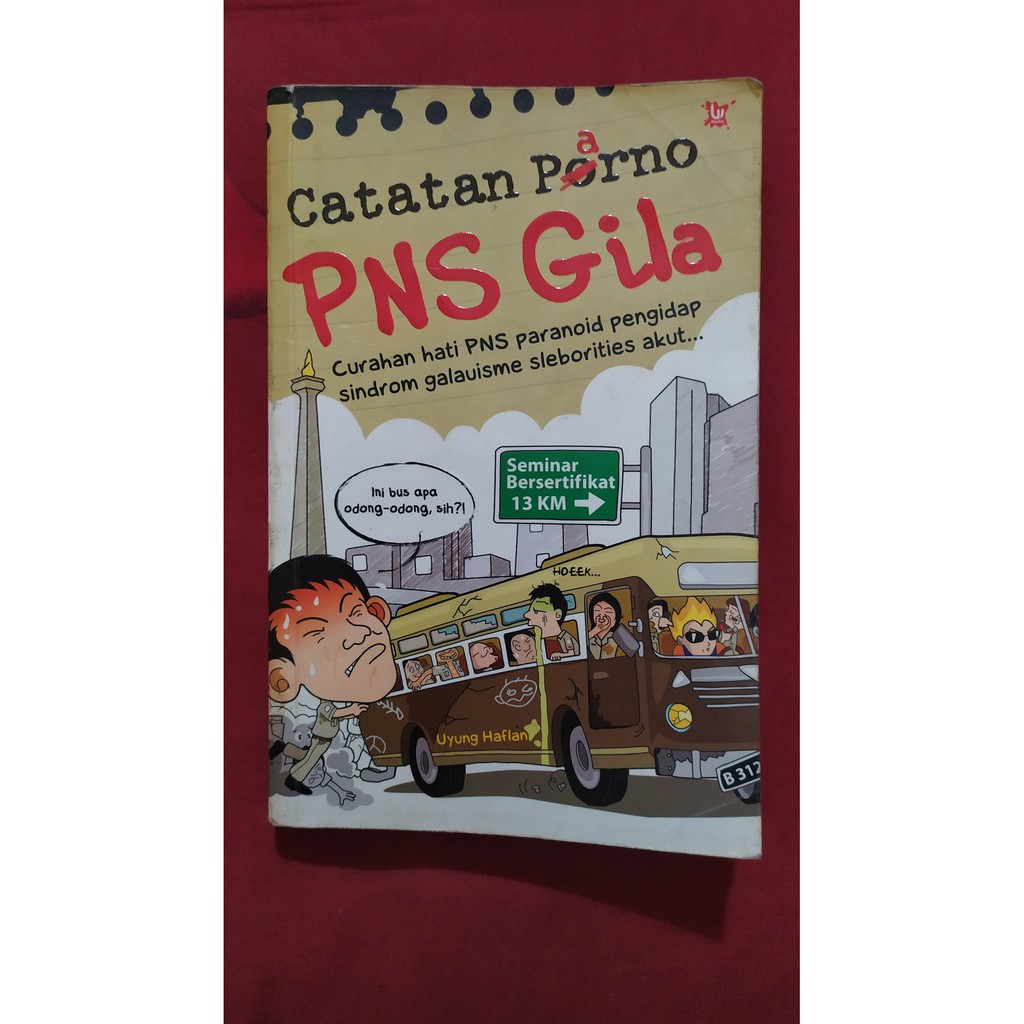 Catatan Parno
PNS Gila
Curahan hati PNS paranoid pengidap
sindrom galauisme sleborities akut...
Seminar
Bersertifikat
13 KM
Ini bus apa
odong-odong, sih?!
HOEEK...
Uyung Haflan
B 312